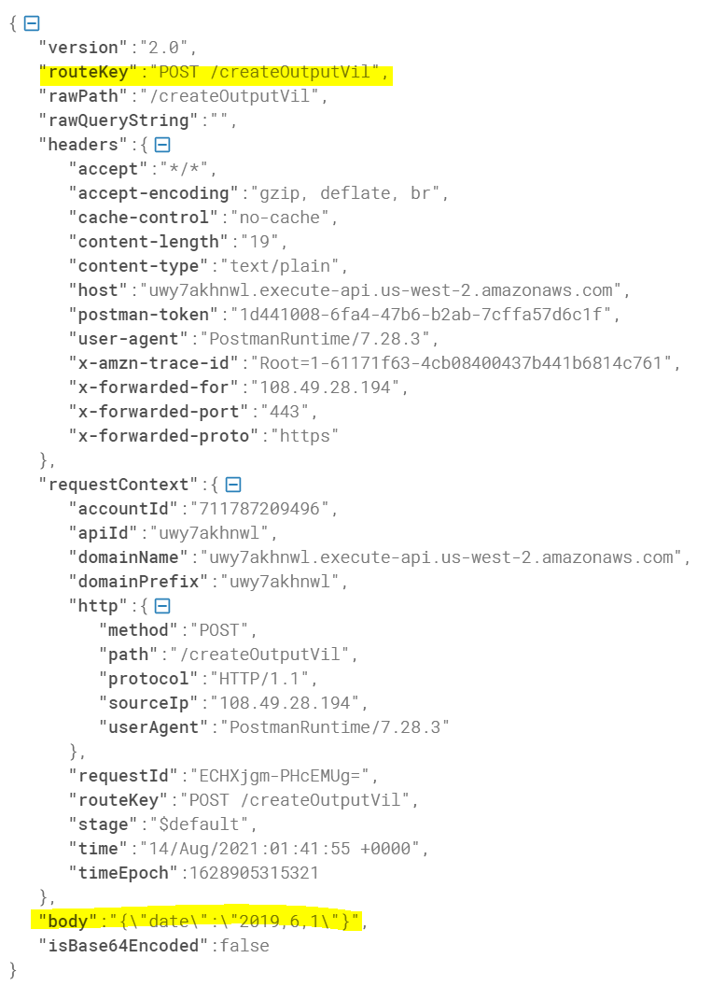 {
"version":"2.0",
"routeKey":"POST /createOutputVil",
"rawPath":"/createOutputVil",
"rawQueryString":"",
"headers":{
"accept":"*/*",
"accept-encoding":"gzip, deflate, br",
"cache-control":"no-cache",
"content-length":"19",
"content-type":"text/plain",
"host":"uwy7akhnwl.execute-api.us-west-2.amazonaws.com",
"postman-token":"1d441008-6fa4-47b6-b2ab-7cffa57d6c1f",
"user-agent":"PostmanRuntime/7.28.3",
"x-amzn-trace-id":"Root=1-61171f63-4cb08400437b441b6814c761",
"x-forwarded-for":"108.49.28.194",
"x-forwarded-port":"443",
"x-forwarded-proto":"https"
},
"requestContext":{
"accountId":"711787209496",
"apiId":"uwy7akhnwl",
"domainName":"uwy7akhnwl.execute-api.us-west-2.amazonaws.com",
"domainPrefix":"uwy7akhnwl",
"http":{
"method":"POST",
"path":"/createOutputVil",
"protocol":"HTTP/1.1",
"sourceIp":"108.49.28.194",
"userAgent":"PostmanRuntime/7.28.3"
},
"requestId":"ECHXjgm-PHcEMUg=",
"routeKey":"POST /createOutputVil",
"stage":"$default",
"time":"14/Aug/2021:01:41:55 +0000",
"timeEpoch":1628905315321
},
"body":"{\"date\":\"2019,6,1\"}",
"isBase64Encoded":false
}